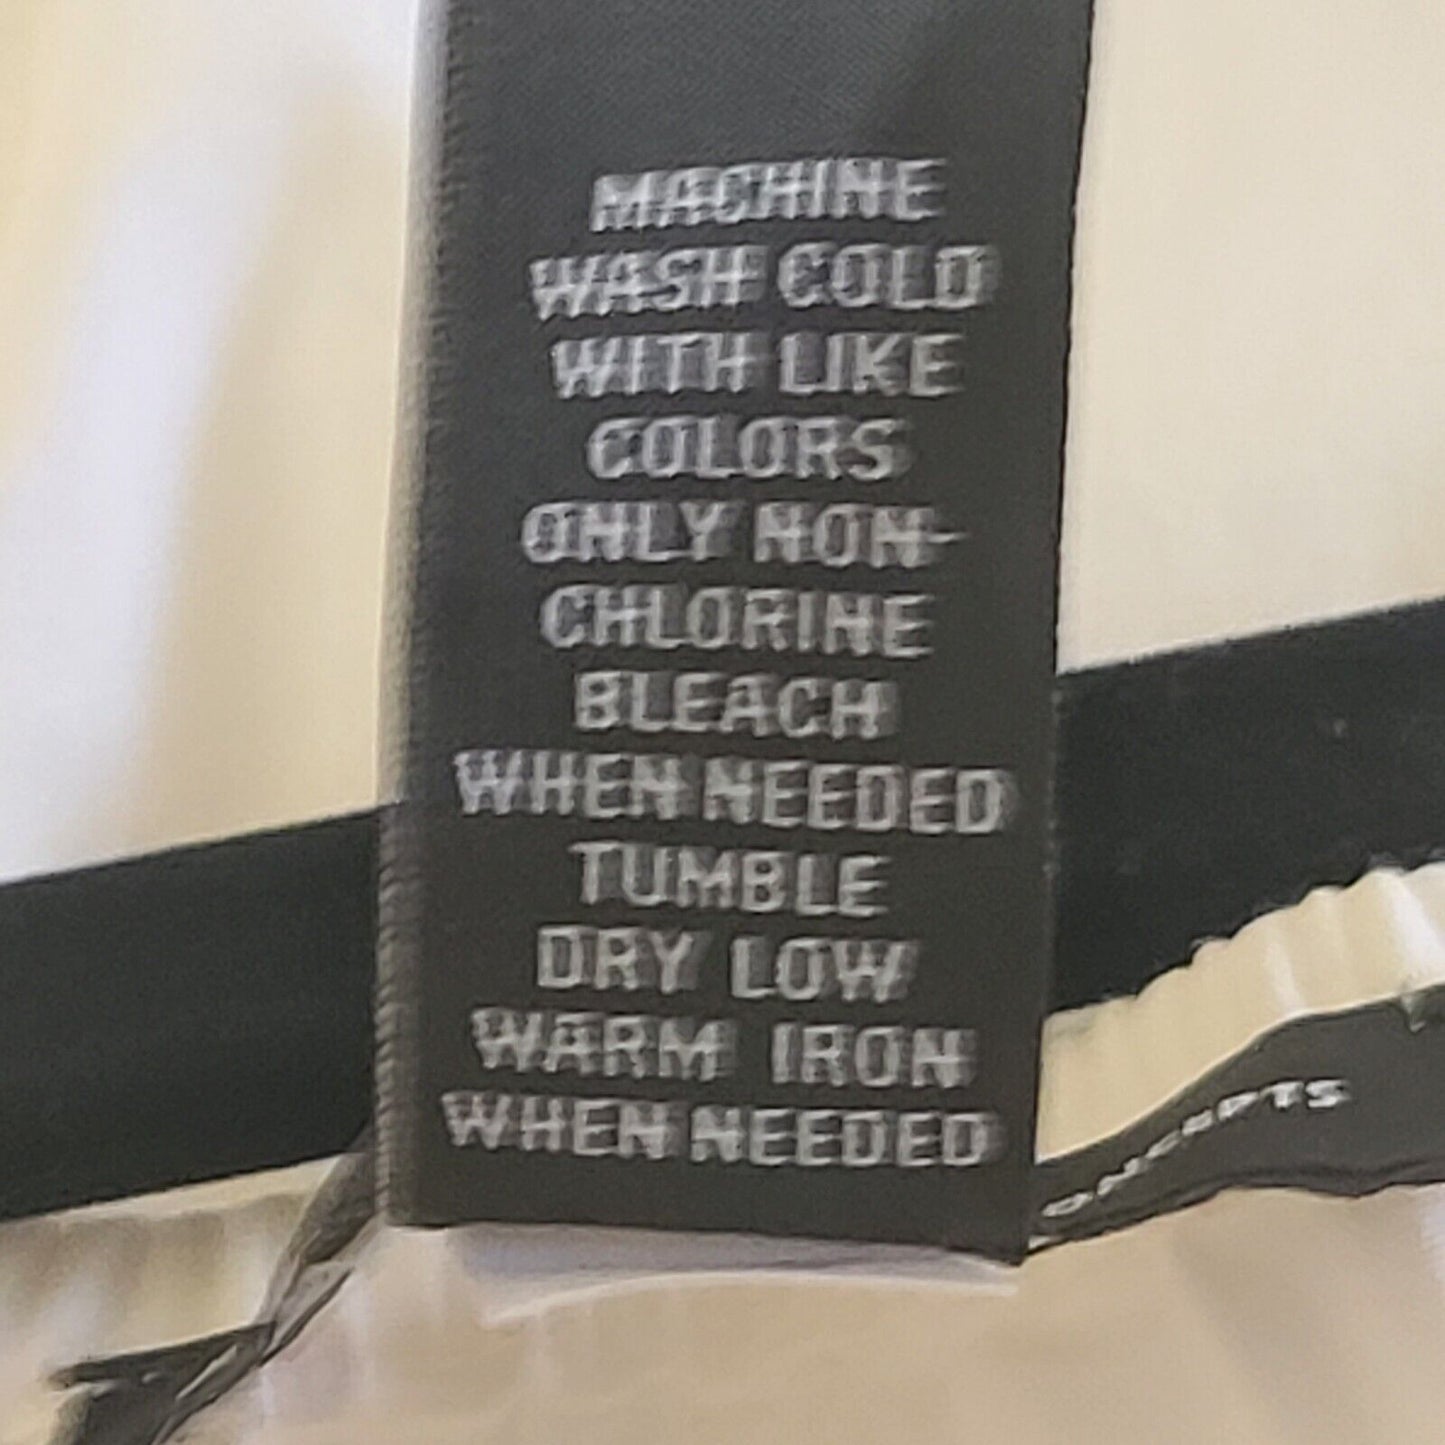 MACHINE
WASH COLD
WITH LIKE
COLORS
ONLY NON-
CHLORINE
BLEACH
WHEN NEEDED
TUMBLE
DRY LOW
WARM IRON
WHEN NEEDED
ONCEPTS